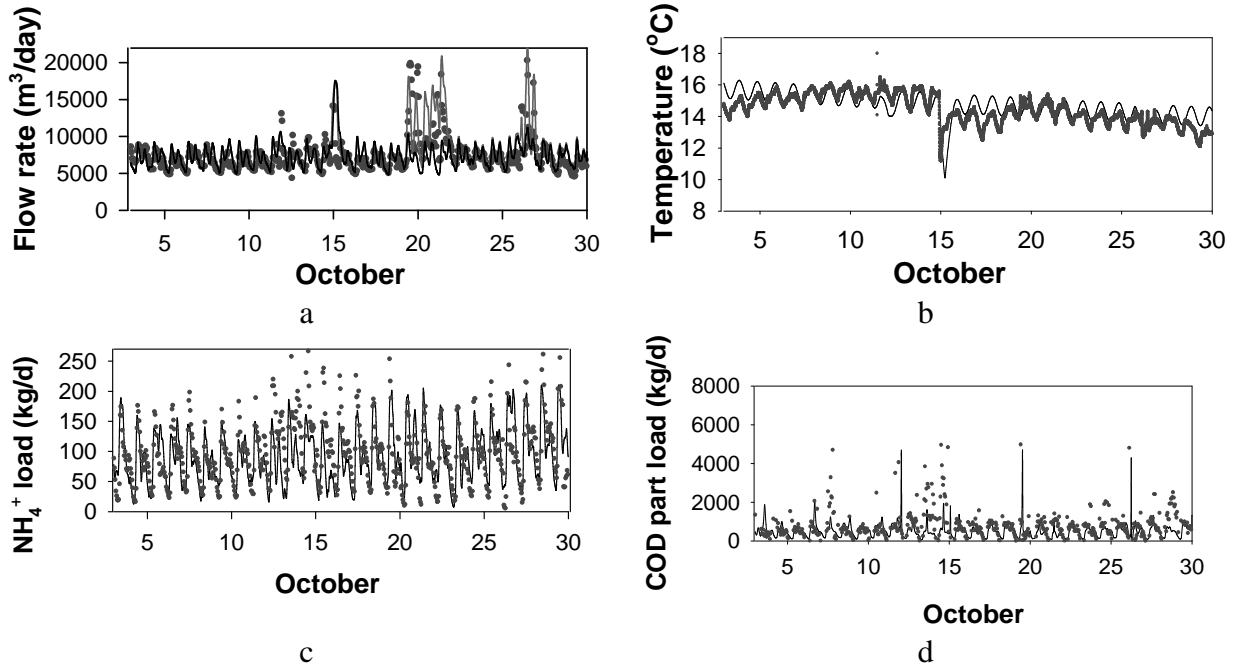 Flow rate (m³/day)
20000
15000
10000
5000
0
5 10 15 20 25 30
October
a
Temperature (°C)
18
16
14
12
10
8
5 10 15 20 25 30
October
b
NH₄⁺ load (kg/d)
250
200
150
100
50
0
5 10 15 20 25 30
October
c
COD part load (kg/d)
8000
6000
4000
2000
0
5 10 15 20 25 30
October
d